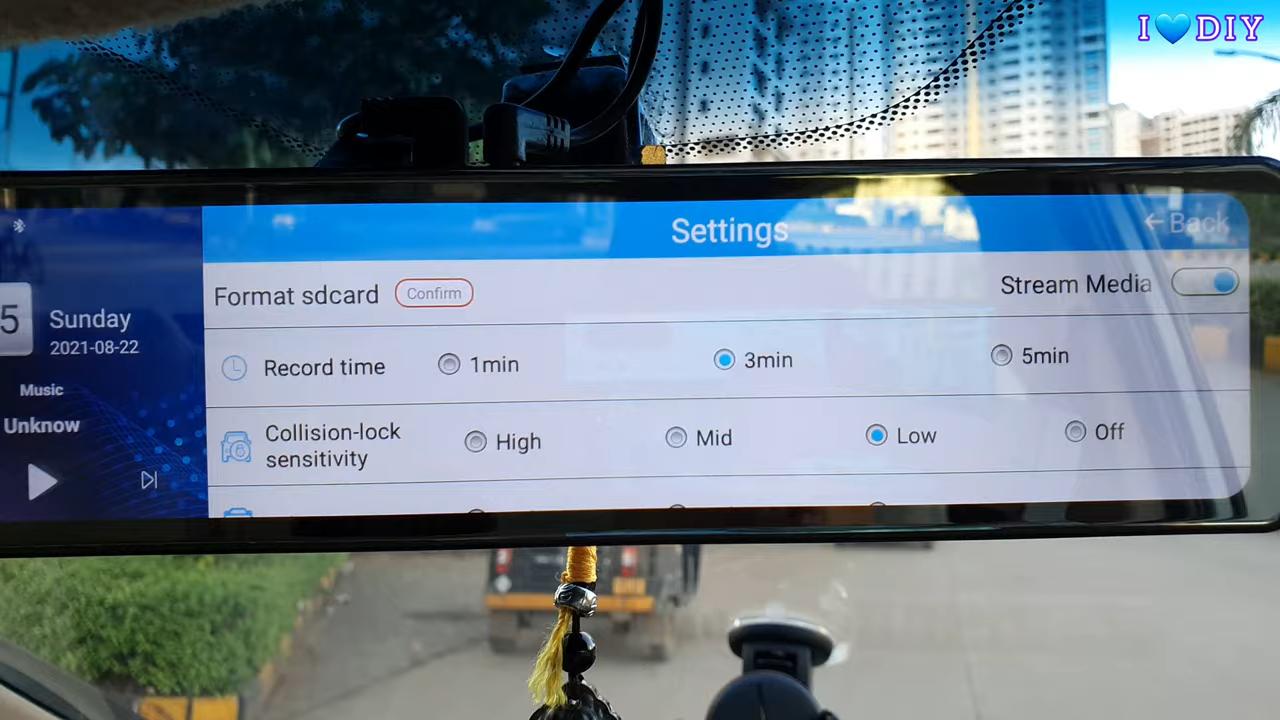 I💙DIY
Settings
← Back
5
Sunday
2021-08-22
Music
Unknow
Format sdcard
Confirm
Stream Media
Record time
1min
3min
5min
Collision-lock
sensitivity
High
Mid
Low
Off